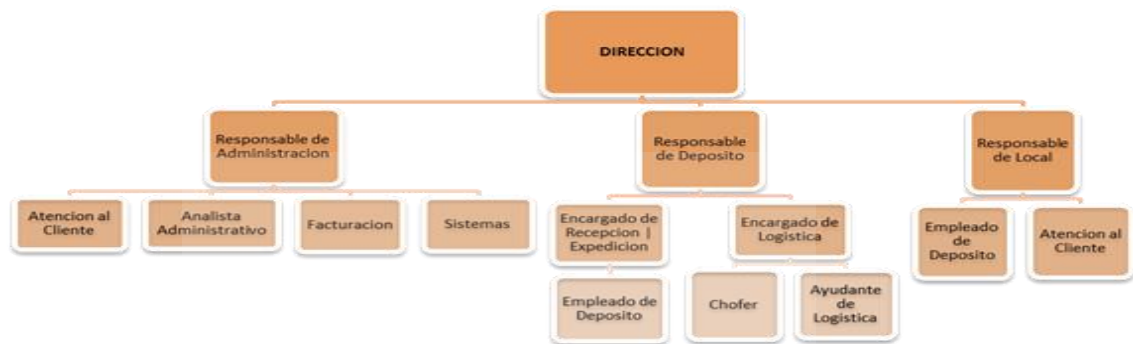 DIRECCION
Responsable de
Administracion
Responsable
de Deposito
Responsable
de Local
Atencion al
Cliente
Analista
Administrativo
Facturacion
Sistemas
Encargado de
Recepcion |
Expedicion
Encargado de
Logistica
Empleado
de
Deposito
Atencion al
Cliente
Empleado de
Deposito
Chofer
Ayudante
de
Logistica